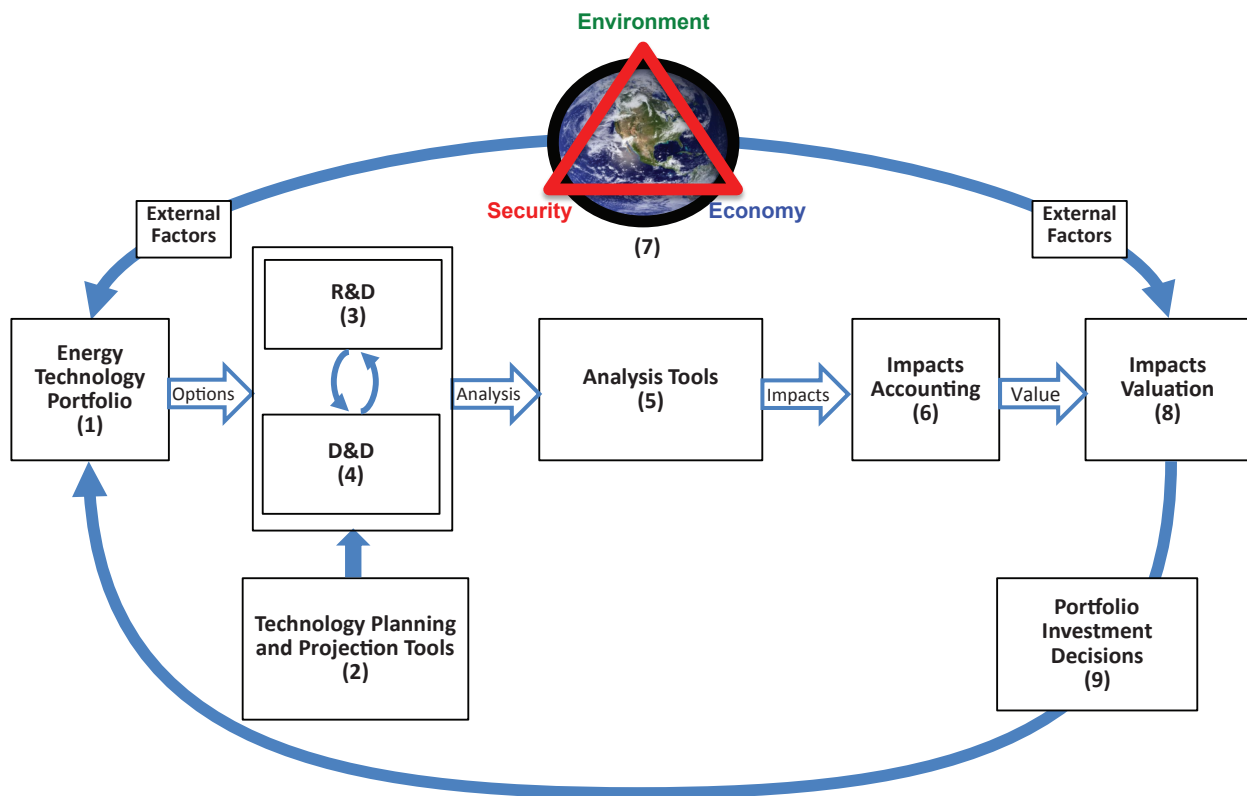 Environment
Security
Economy
(7)
External
Factors
External
Factors
Energy
Technology
Portfolio
(1)
Options
R&D
(3)
D&D
(4)
Analysis
Analysis Tools
(5)
Impacts
Impacts
Accounting
(6)
Value
Impacts
Valuation
(8)
Technology Planning
and Projection Tools
(2)
Portfolio
Investment
Decisions
(9)